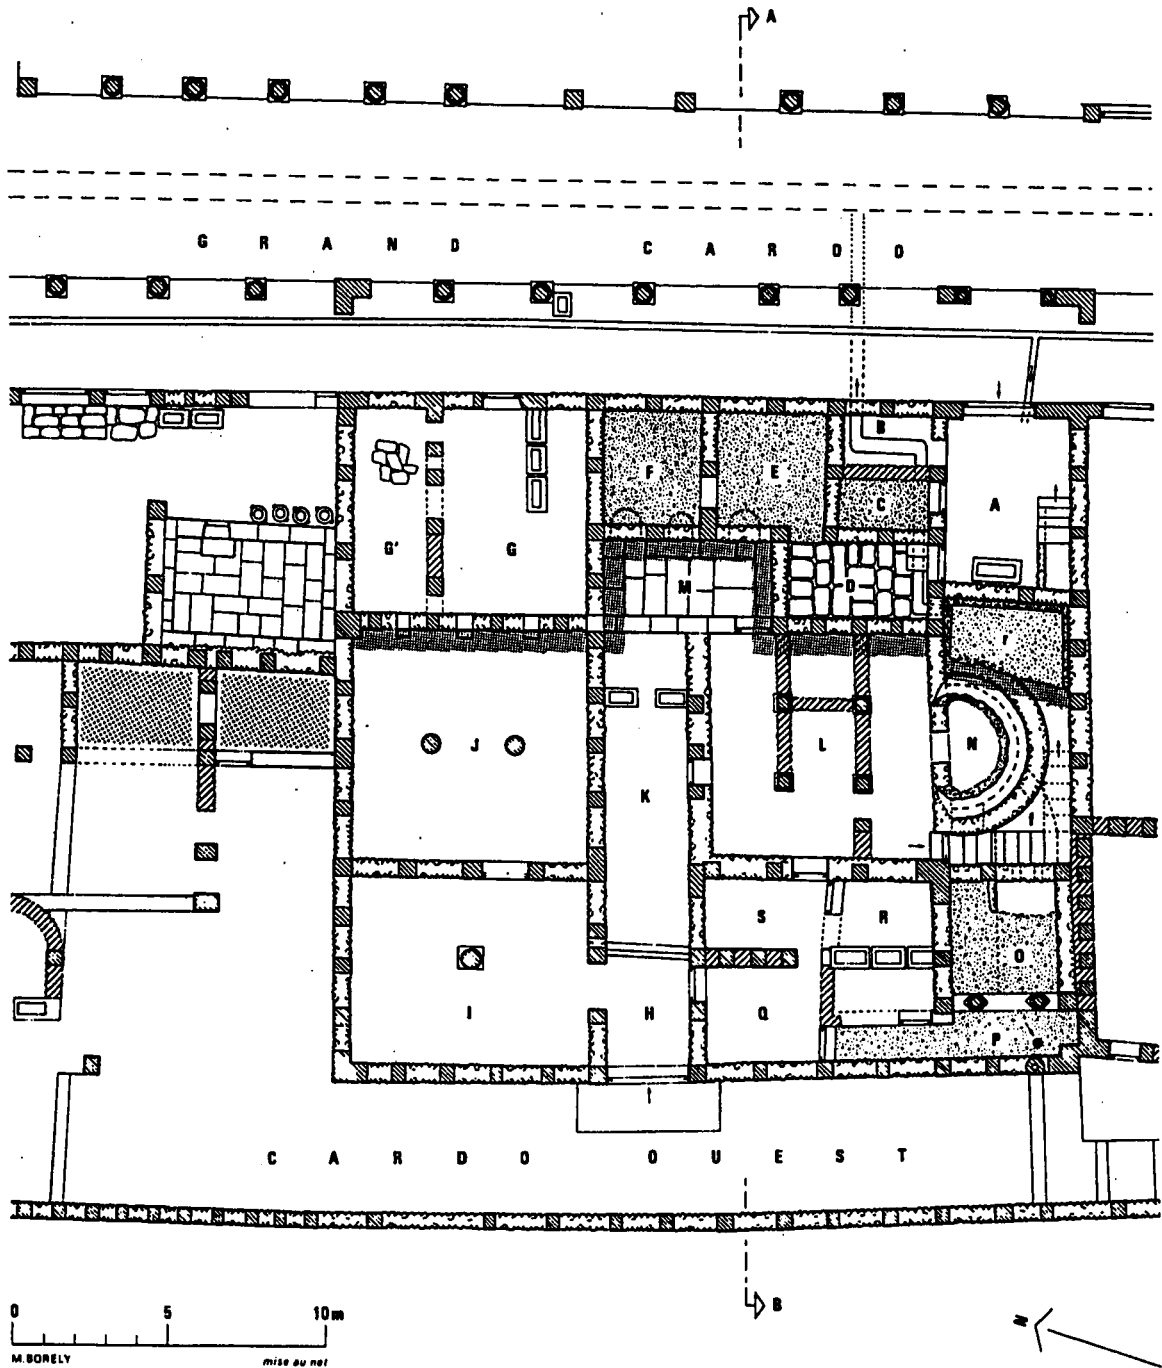 A
GRAND CARDO
B
F E
C A
G' G
M D
r
J L N
K
S R
O
I H Q
P
CARDO OUEST
0 5 10m
B
N
M.BORELY mise au net